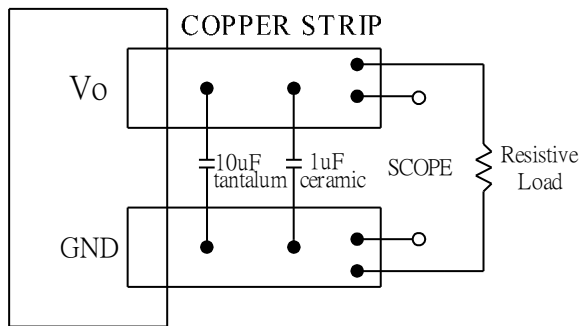 COPPER STRIP
Vo
10uF
tantalum
1uF
ceramic
SCOPE
Resistive
Load
GND